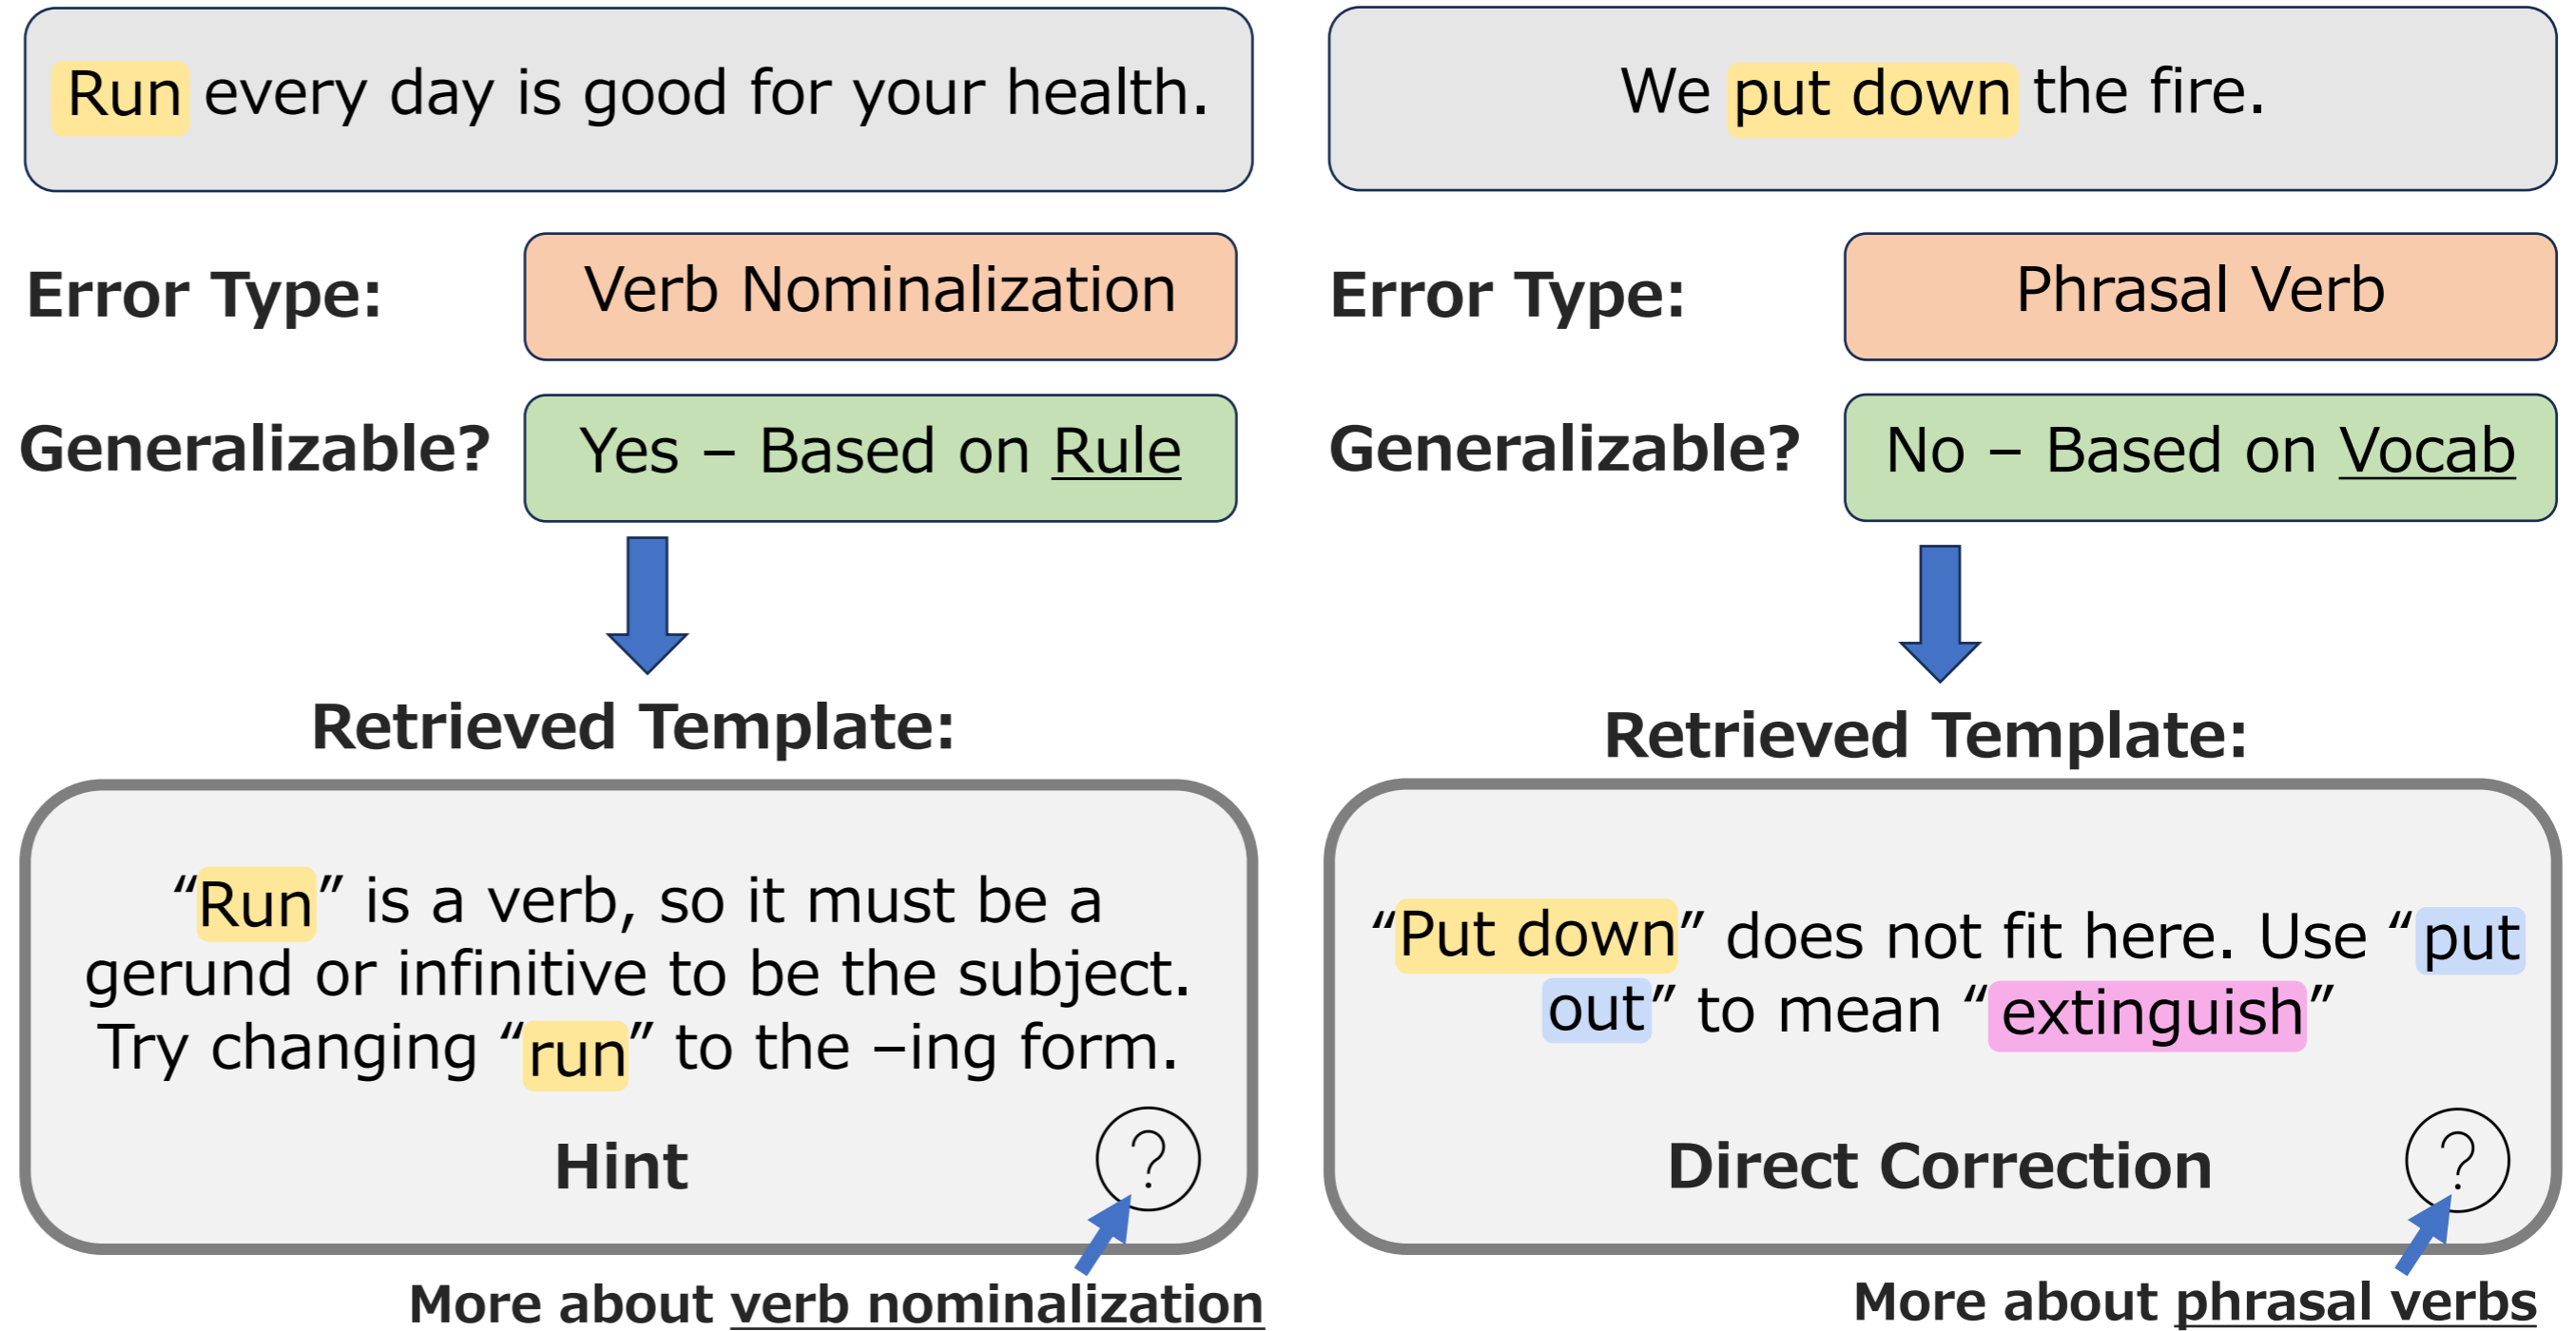 Run every day is good for your health.
Error Type:
Verb Nominalization
Generalizable?
Yes – Based on Rule
Retrieved Template:
“Run” is a verb, so it must be a
gerund or infinitive to be the subject.
Try changing “run” to the –ing form.
Hint
?
More about verb nominalization
We put down the fire.
Error Type:
Phrasal Verb
Generalizable?
No – Based on Vocab
Retrieved Template:
“Put down” does not fit here. Use “put
out” to mean “extinguish”
Direct Correction
?
More about phrasal verbs